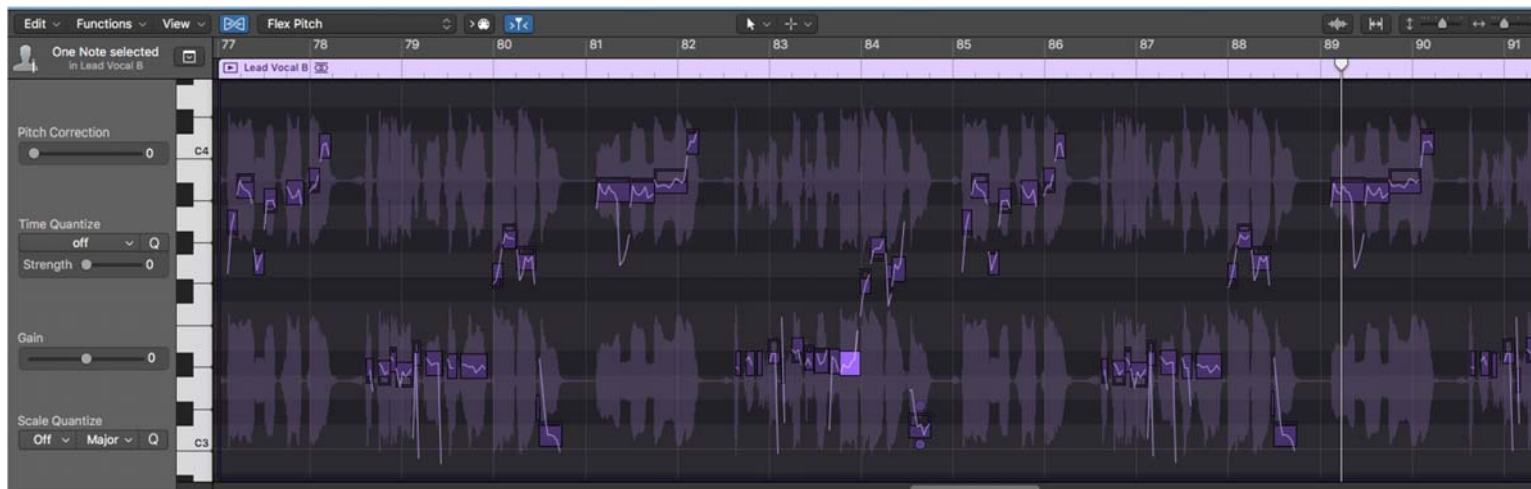 Edit Functions View Flex Pitch
One Note selected
in Lead Vocal B
77 78 79 80 81 82 83 84 85 86 87 88 89 90 91
Lead Vocal B
Pitch Correction
0
C4
Time Quantize
off Q
Strength 0
Gain
0
Scale Quantize
Off Major Q
C3